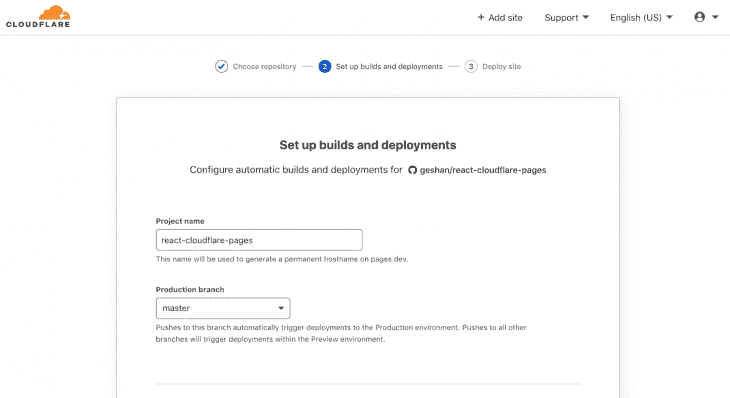 CLOUDFLARE
+ Add site Support English (US)
Choose repository 2 Set up builds and deployments 3 Deploy site
Set up builds and deployments
Configure automatic builds and deployments for geshan/react-cloudflare-pages
Project name
react-cloudflare-pages
This name will be used to generate a permanent hostname on pages.dev.
Production branch
master
Pushes to this branch automatically trigger deployments to the Production environment. Pushes to all other
branches will trigger deployments within the Preview environment.